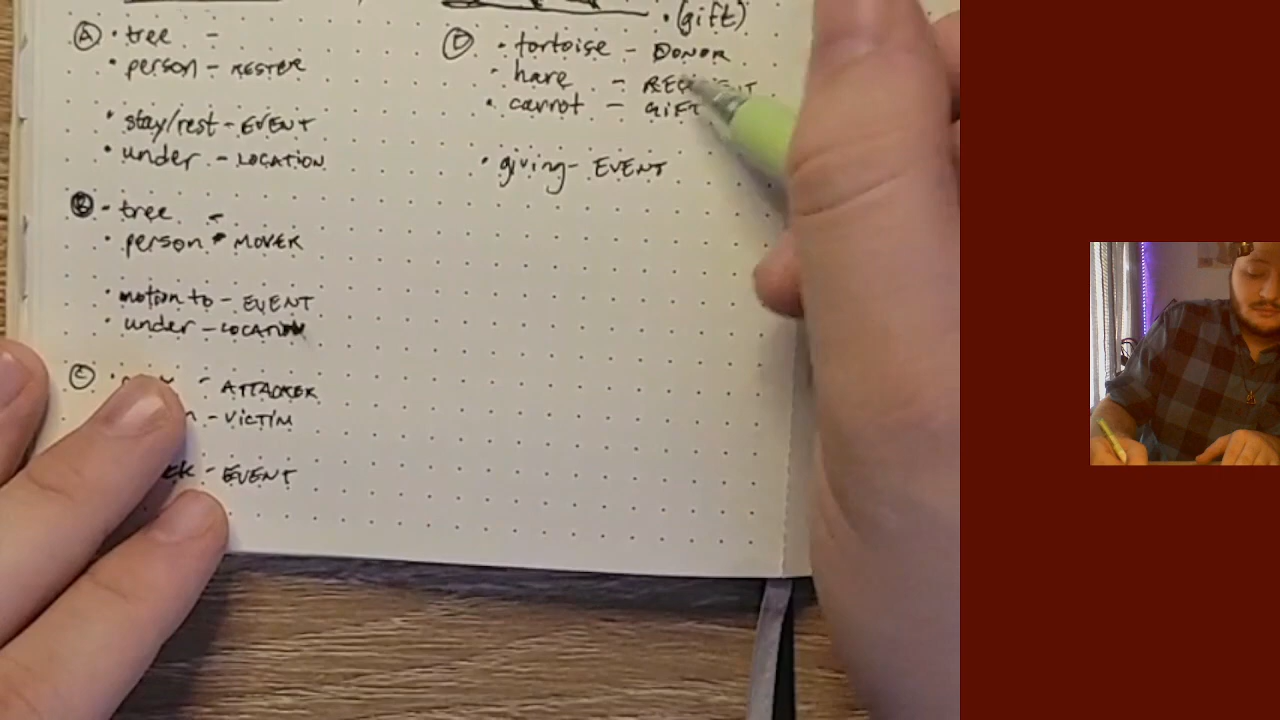 Ⓐ • tree –
• person – RESTER
• stay/rest – EVENT
• under – LOCATION
Ⓑ – tree –
• person • MOVER
• motion to – EVENT
• under – LOCATION
Ⓒ • – ATTACKER
– VICTIM
– EVENT
• (gift)
Ⓓ • tortoise – DONOR
• hare –
• carrot – GIFT
• giving – EVENT